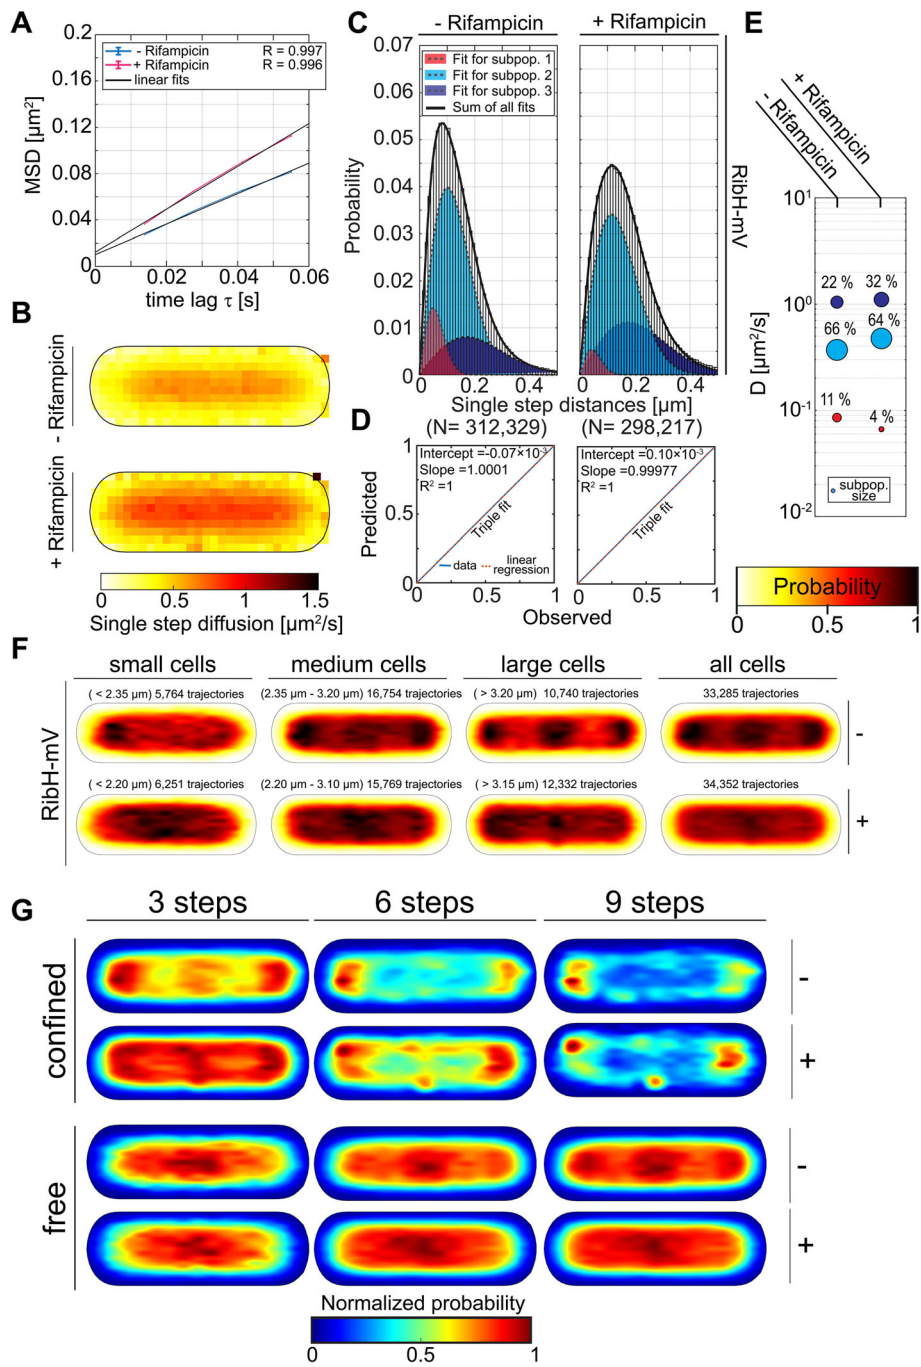 A
MSD [µm²]
0.2
0.16
0.12
0.08
0.04
0
- Rifampicin R = 0.997
+ Rifampicin R = 0.996
linear fits
0 0.02 0.04 0.06
time lag τ [s]
B
- Rifampicin
+ Rifampicin
0 0.5 1 1.5
Single step diffusion [µm²/s]
C
- Rifampicin + Rifampicin
Probability
0.07
0.06
0.05
0.04
0.03
0.02
0.01
0
Fit for subpop. 1
Fit for subpop. 2
Fit for subpop. 3
Sum of all fits
RibH-mV
0 0.2 0.4 0 0.2 0.4
Single step distances [µm]
(N= 312,329) (N= 298,217)
D
Predicted
1
0.5
0
Intercept =-0.07*10⁻³
Slope =1.0001
R² =1
Triple fit
data linear
regression
Intercept =0.10*10⁻³
Slope =0.99977
R² =1
Triple fit
0 0.5 1 0 0.5 1
Observed
E
+ Rifampicin
- Rifampicin
D [µm²/s]
10¹
10⁰
10⁻¹
10⁻²
22 % 32 %
66 % 64 %
11 % 4 %
subpop.
size
Probability
0 0.5 1
F
small cells medium cells large cells all cells
RibH-mV
( < 2.35 µm) 5,764 trajectories (2.35 µm - 3.20 µm) 16,754 trajectories ( > 3.20 µm) 10,740 trajectories 33,285 trajectories
-
( < 2.20 µm) 6,251 trajectories (2.20 µm - 3.10 µm) 15,769 trajectories ( > 3.15 µm) 12,332 trajectories 34,352 trajectories
+
G
3 steps 6 steps 9 steps
confined
-
+
free
-
+
Normalized probability
0 0.5 1